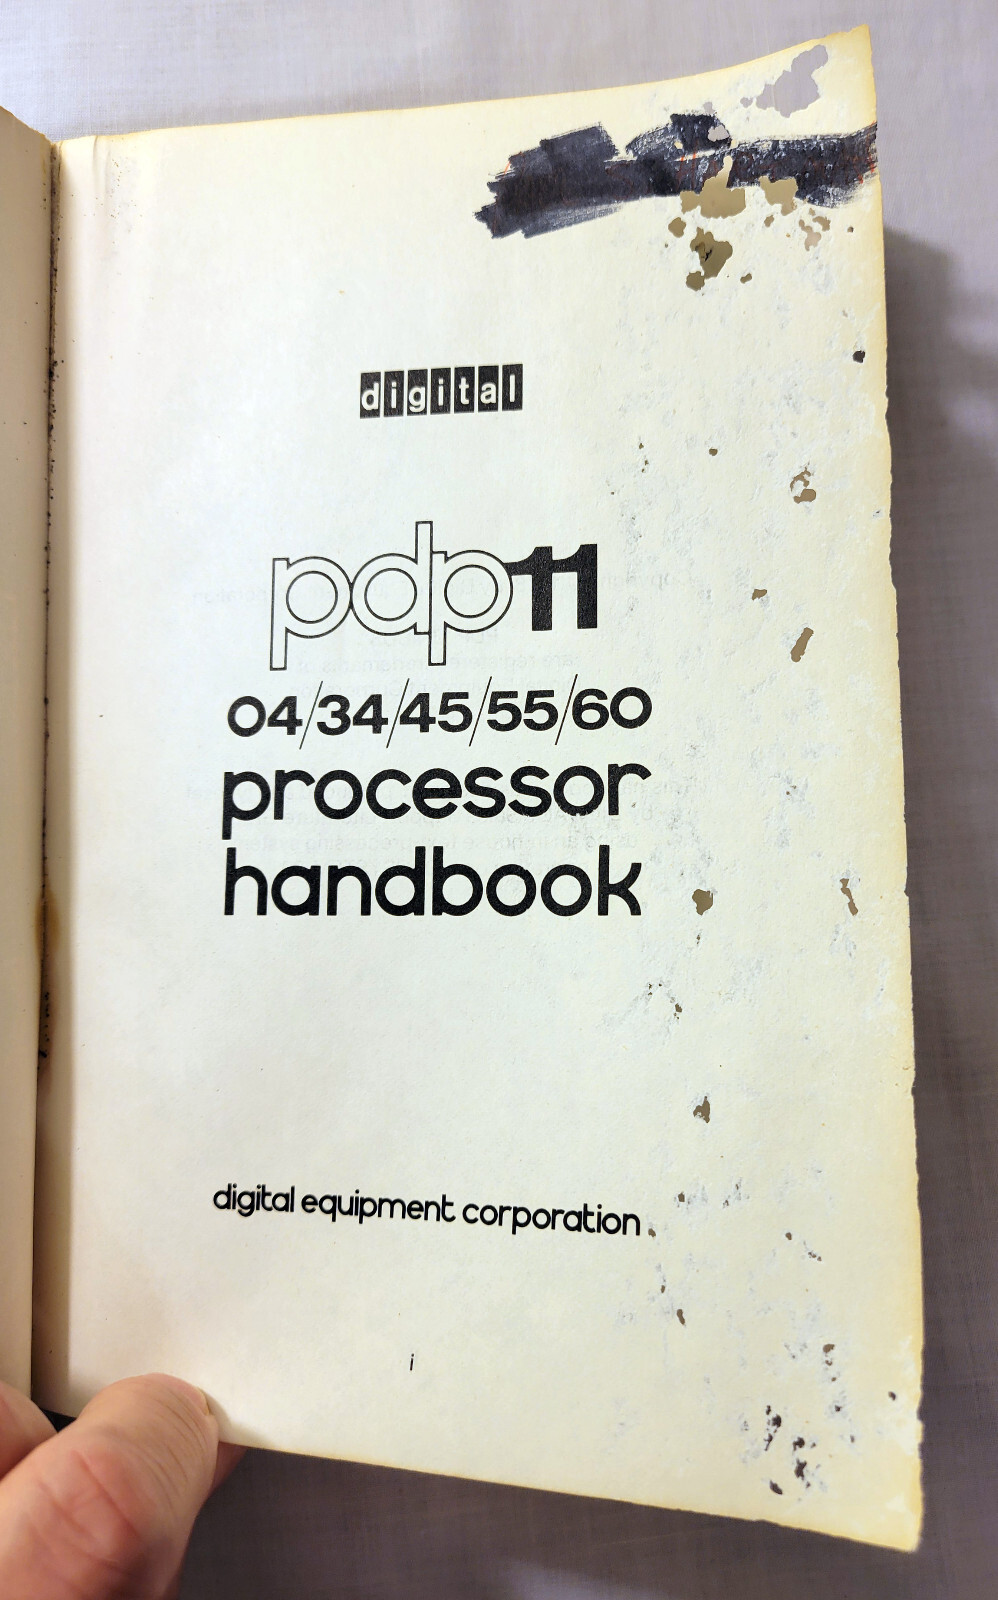 digital
pdp11
04/34/45/55/60
processor
handbook
digital equipment corporation
i